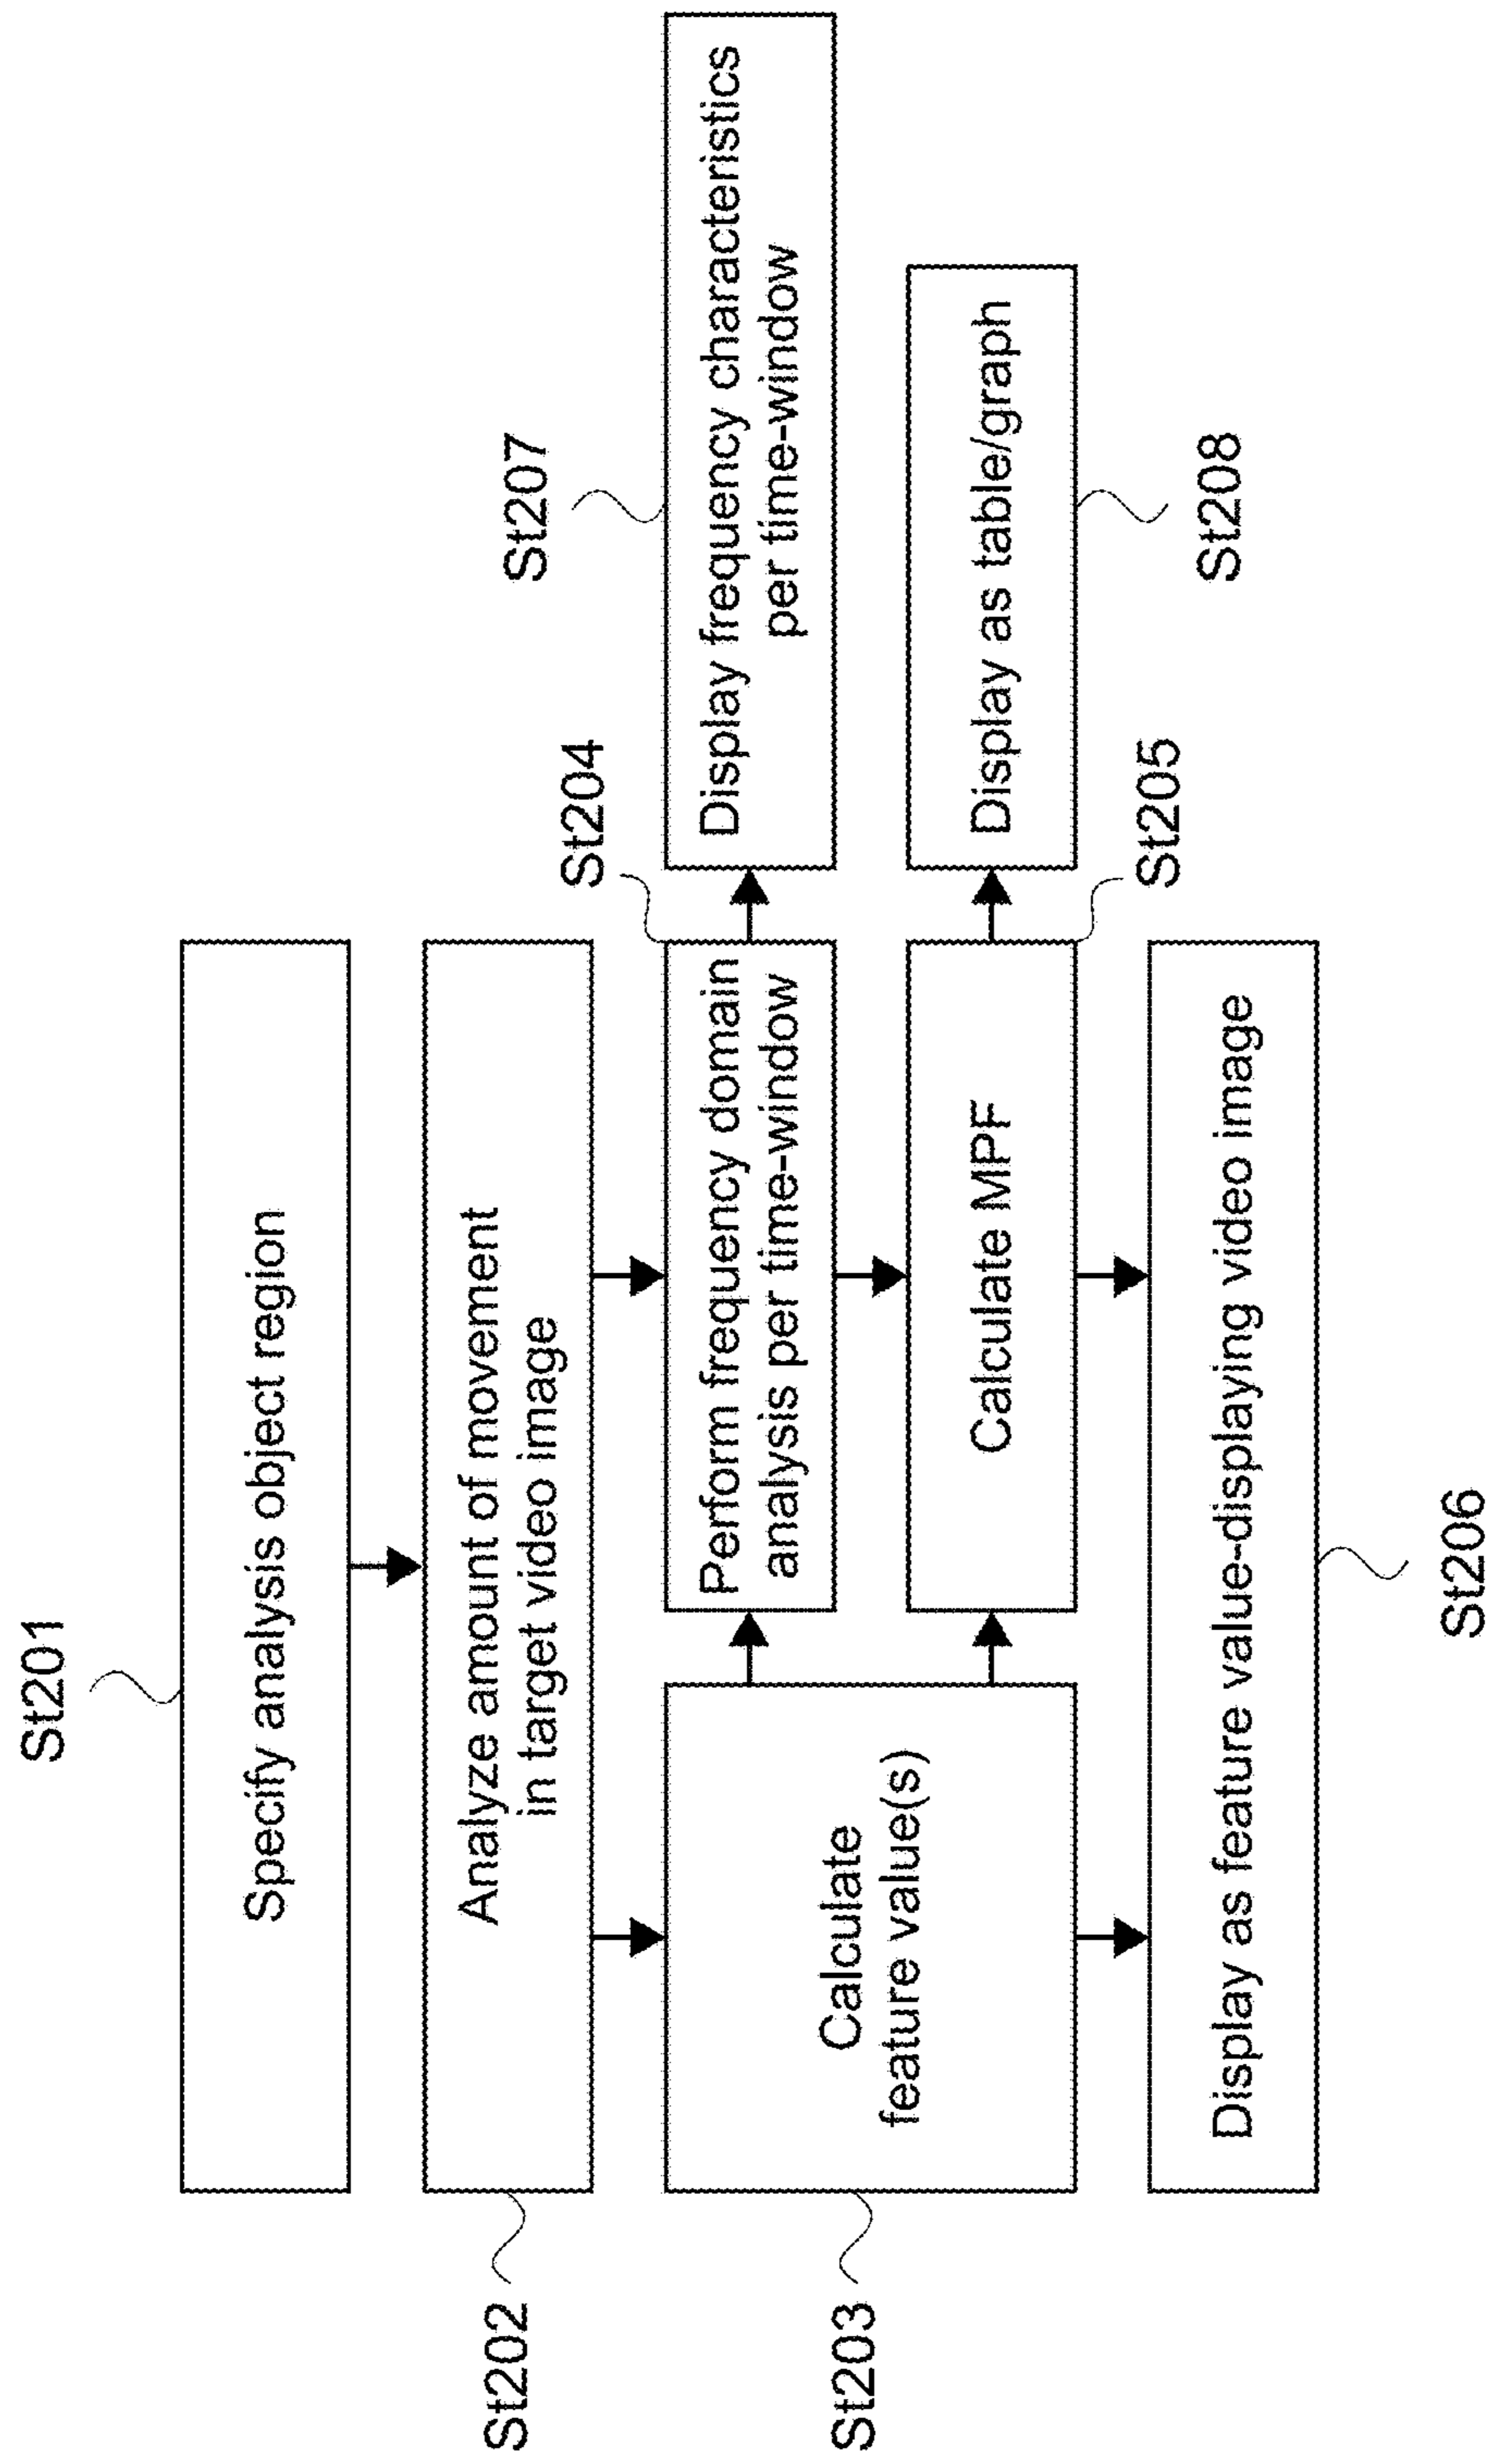 St201
Specify analysis object region
St202
Analyze amount of movement
in target video image
St203
Calculate
feature value(s)
St204
Perform frequency domain
analysis per time-window
St207
Display frequency characteristics
per time-window
Calculate MPF
St205
Display as table/graph
St208
Display as feature value-displaying video image
St206